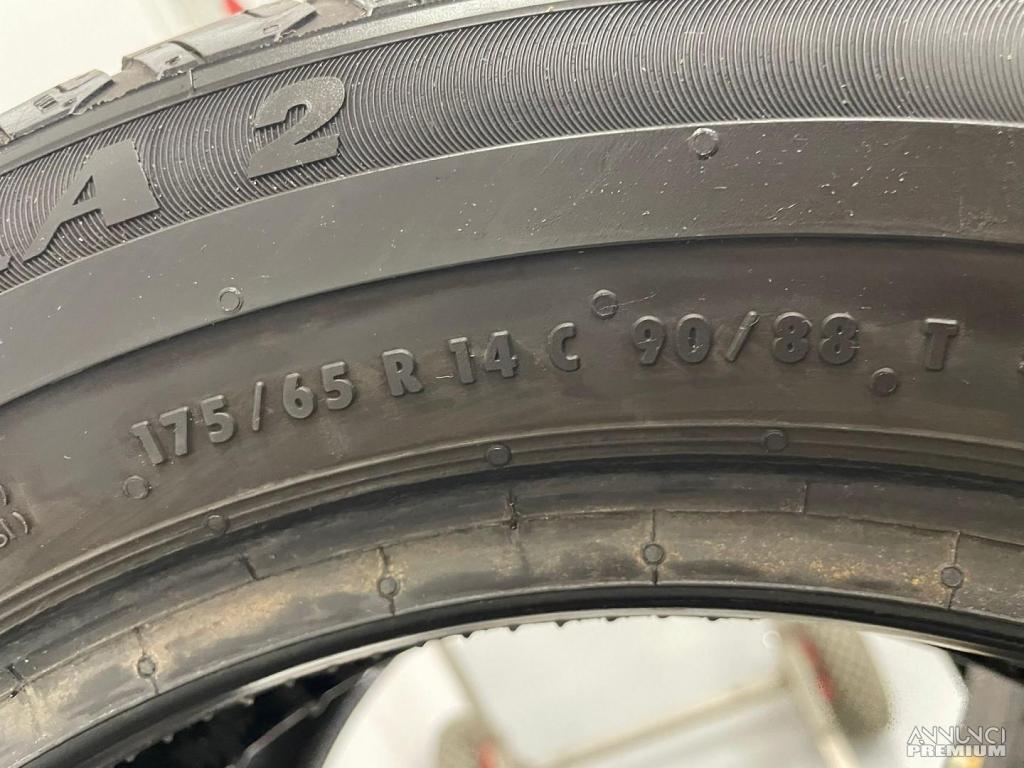 A 2
175/65 R 14 C 90/88 T
ANNUNCI
PREMIUM